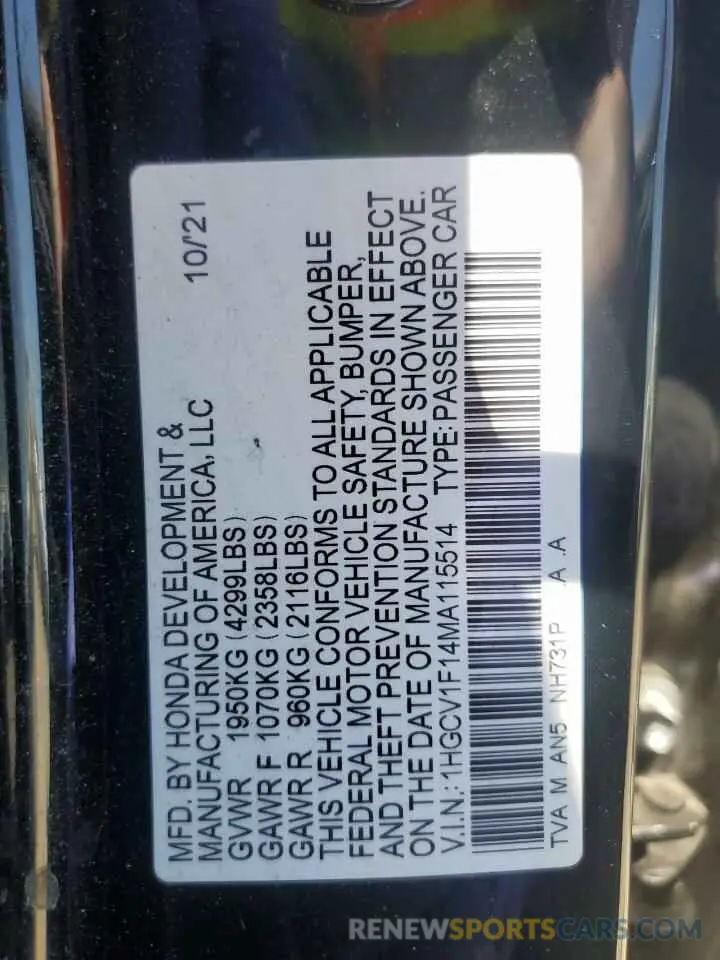 MFD. BY HONDA DEVELOPMENT &
MANUFACTURING OF AMERICA, LLC 10/'21
GVWR 1950KG (4299LBS)
GAWR F 1070KG (2358LBS)
GAWR R 960KG (2116LBS)
THIS VEHICLE CONFORMS TO ALL APPLICABLE
FEDERAL MOTOR VEHICLE SAFETY, BUMPER,
AND THEFT PREVENTION STANDARDS IN EFFECT
ON THE DATE OF MANUFACTURE SHOWN ABOVE.
V.I.N.: 1HGCV1F14MA115514 TYPE: PASSENGER CAR
TVA M AN5 NH731P .A .A
RENEWSPORTSCARS.COM